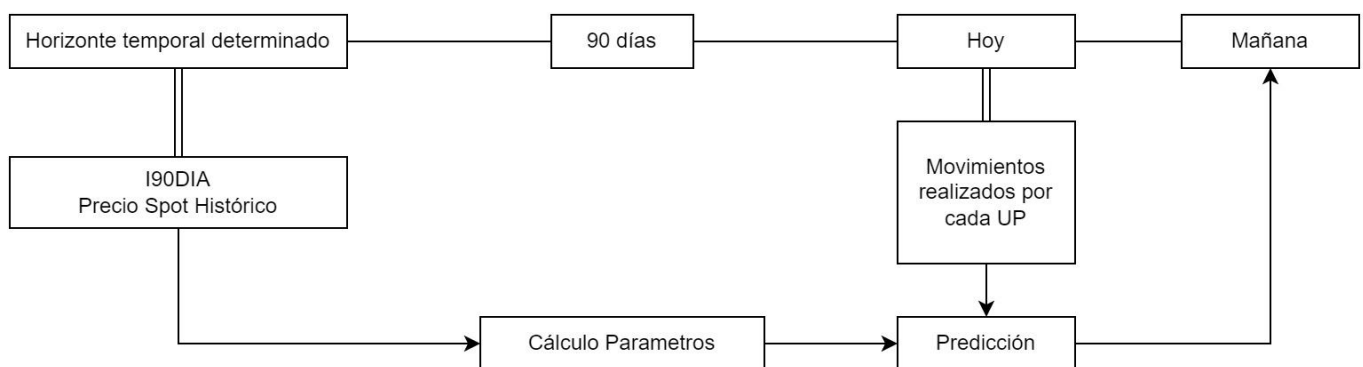 Horizonte temporal determinado
90 días
Hoy
Mañana
I90DIA
Precio Spot Histórico
Movimientos
realizados por
cada UP
Cálculo Parametros
Predicción